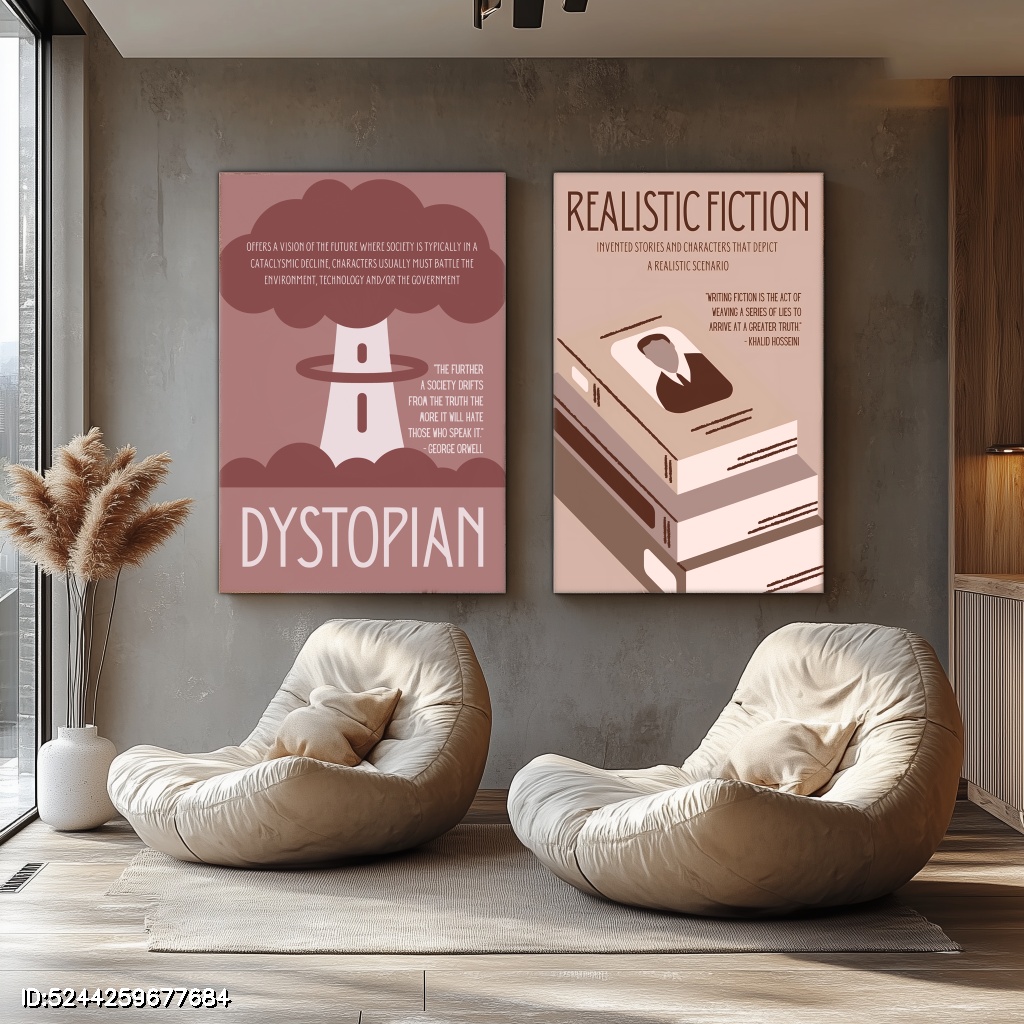 OFFERS A VISION OF THE FUTURE WHERE SOCIETY IS TYPICALLY IN A
CATACLYSMIC DECLINE, CHARACTERS USUALLY MUST BATTLE THE
ENVIRONMENT, TECHNOLOGY AND/OR THE GOVERNMENT
"THE FURTHER
A SOCIETY DRIFTS
FROM THE TRUTH THE
MORE IT WILL HATE
THOSE WHO SPEAK IT."
- GEORGE ORWELL
DYSTOPIAN
REALISTIC FICTION
INVENTED STORIES AND CHARACTERS THAT DEPICT
A REALISTIC SCENARIO
"WRITING FICTION IS THE ACT OF
WEAVING A SERIES OF LIES TO
ARRIVE AT A GREATER TRUTH."
- KHALID HOSSEINI
ID:5244259677684